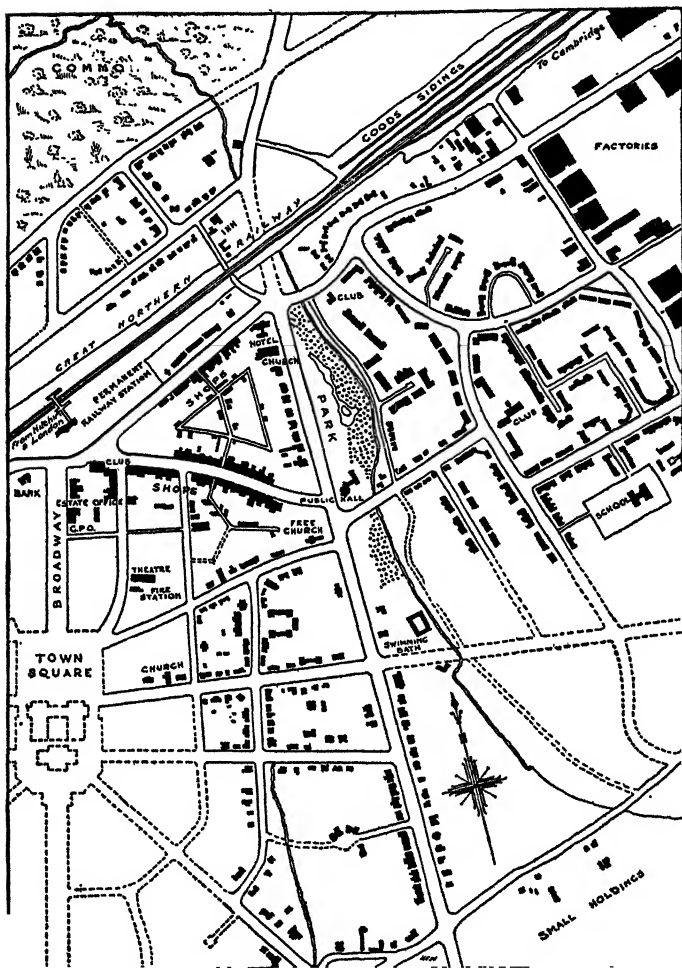 COMMO
GOODS SIDINGS
To Cambridge
FACTORIES
INN
GREAT NORTHERN RAILWAY
CLUB
HOTEL
CHURCH
PERMANENT
RAILWAY STATION
SHOPS
PARK
From Hitchin
& London
CLUB
CLUB
BANK
ESTATE OFFICE
SHOPS
PUBLIC HALL
SCHOOL
G.P.O.
BROADWAY
FREE
CHURCH
THEATRE
FIRE
STATION
SWIMMING
BATH
TOWN
SQUARE
CHURCH
SMALL HOLDINGS